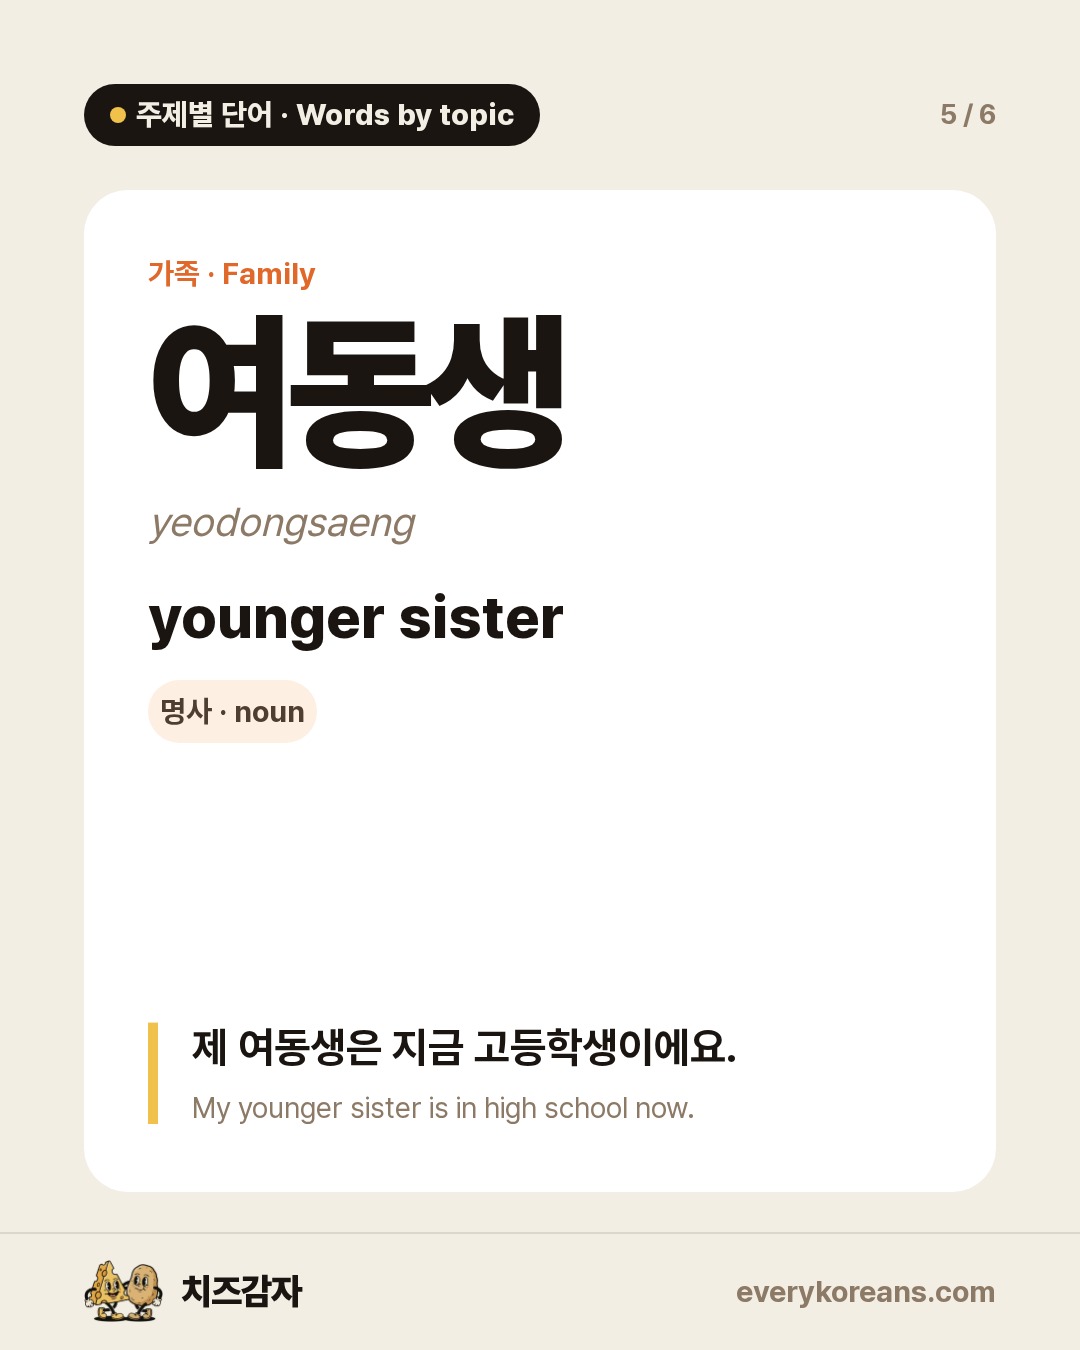 주제별 단어 · Words by topic
5 / 6
가족 · Family
여동생
yeodongsaeng
younger sister
명사 · noun
제 여동생은 지금 고등학생이에요.
My younger sister is in high school now.
치즈감자
everykoreans.com